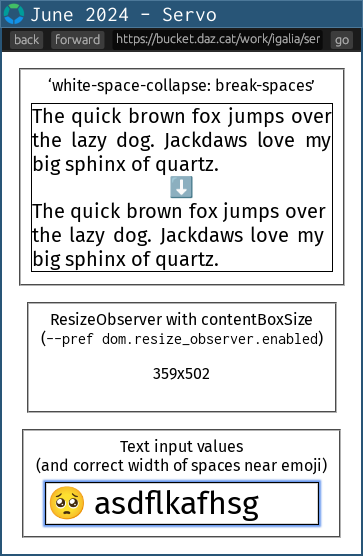 June 2024 – Servo
back forward https://bucket.daz.cat/work/igalia/ser go
‘white-space-collapse: break-spaces’
The quick brown fox jumps over
the lazy dog. Jackdaws love my
big sphinx of quartz.
⬇️
The quick brown fox jumps over
the lazy dog. Jackdaws love my
big sphinx of quartz.
ResizeObserver with contentBoxSize
(--pref dom.resize_observer.enabled)
359x502
Text input values
(and correct width of spaces near emoji)
🥺 asdflkafhsg